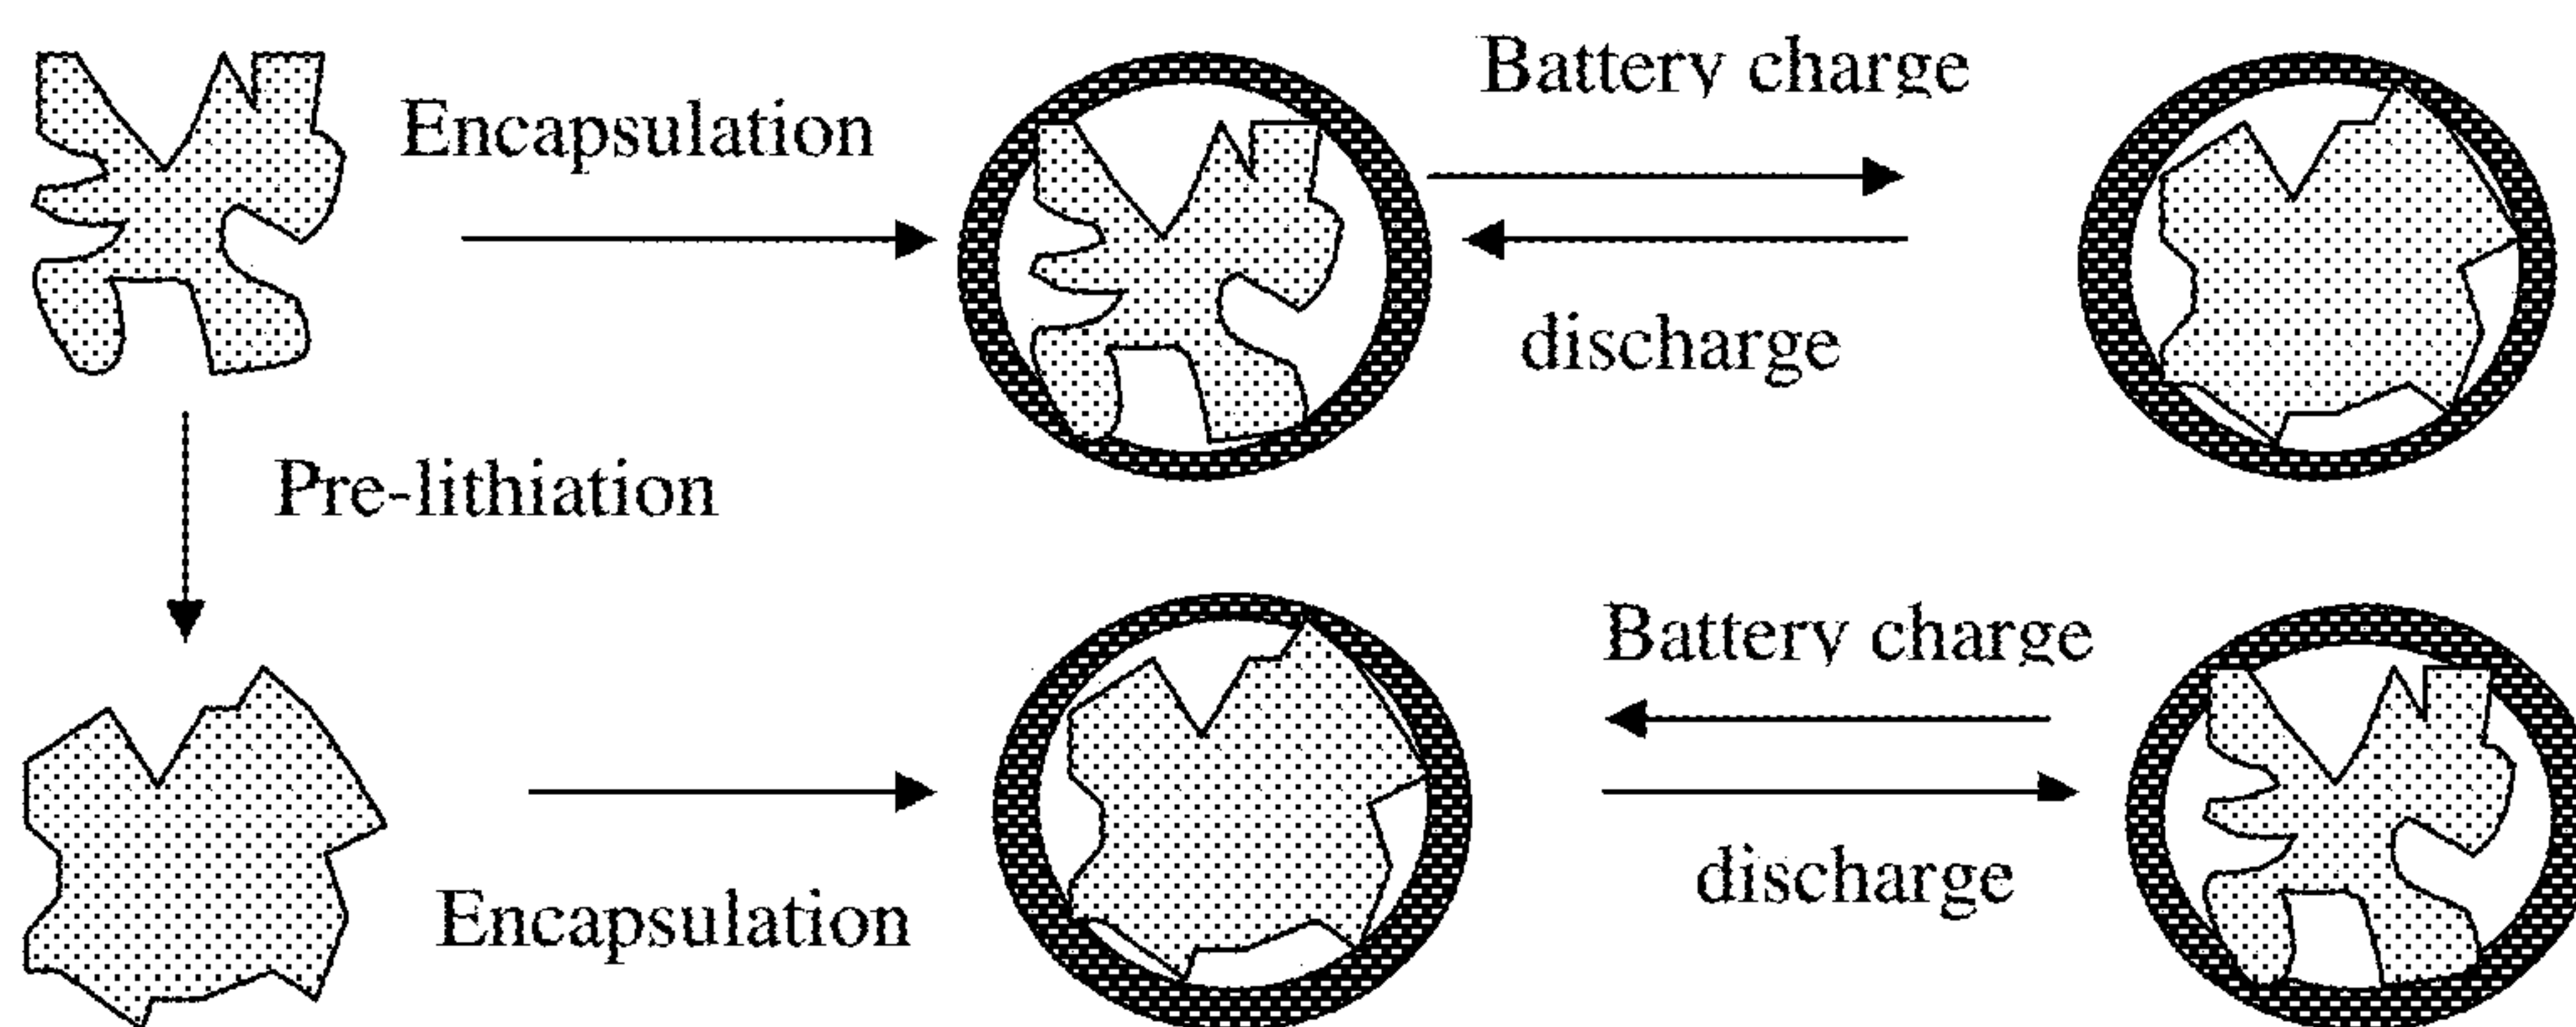 Battery charge
Encapsulation
discharge
Pre-lithiation
Battery charge
discharge
Encapsulation